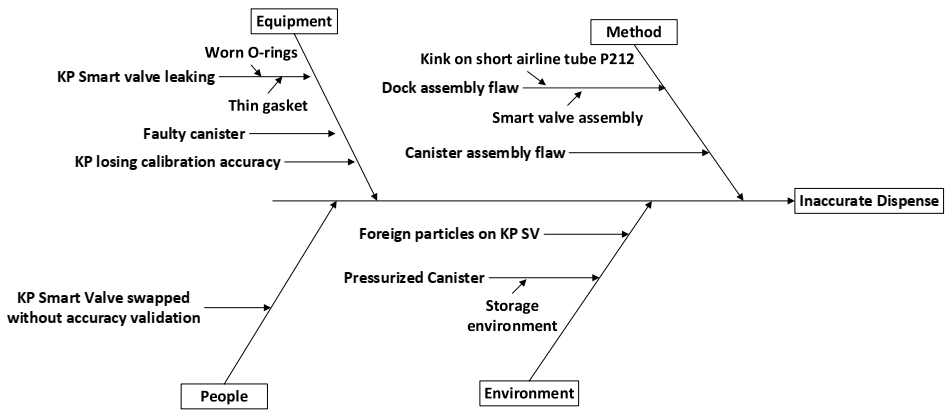 Equipment
Method
Worn O-rings
KP Smart valve leaking
Thin gasket
Faulty canister
KP losing calibration accuracy
Kink on short airline tube P212
Dock assembly flaw
Smart valve assembly
Canister assembly flaw
Inaccurate Dispense
Foreign particles on KP SV
Pressurized Canister
Storage
environment
KP Smart Valve swapped
without accuracy validation
People
Environment